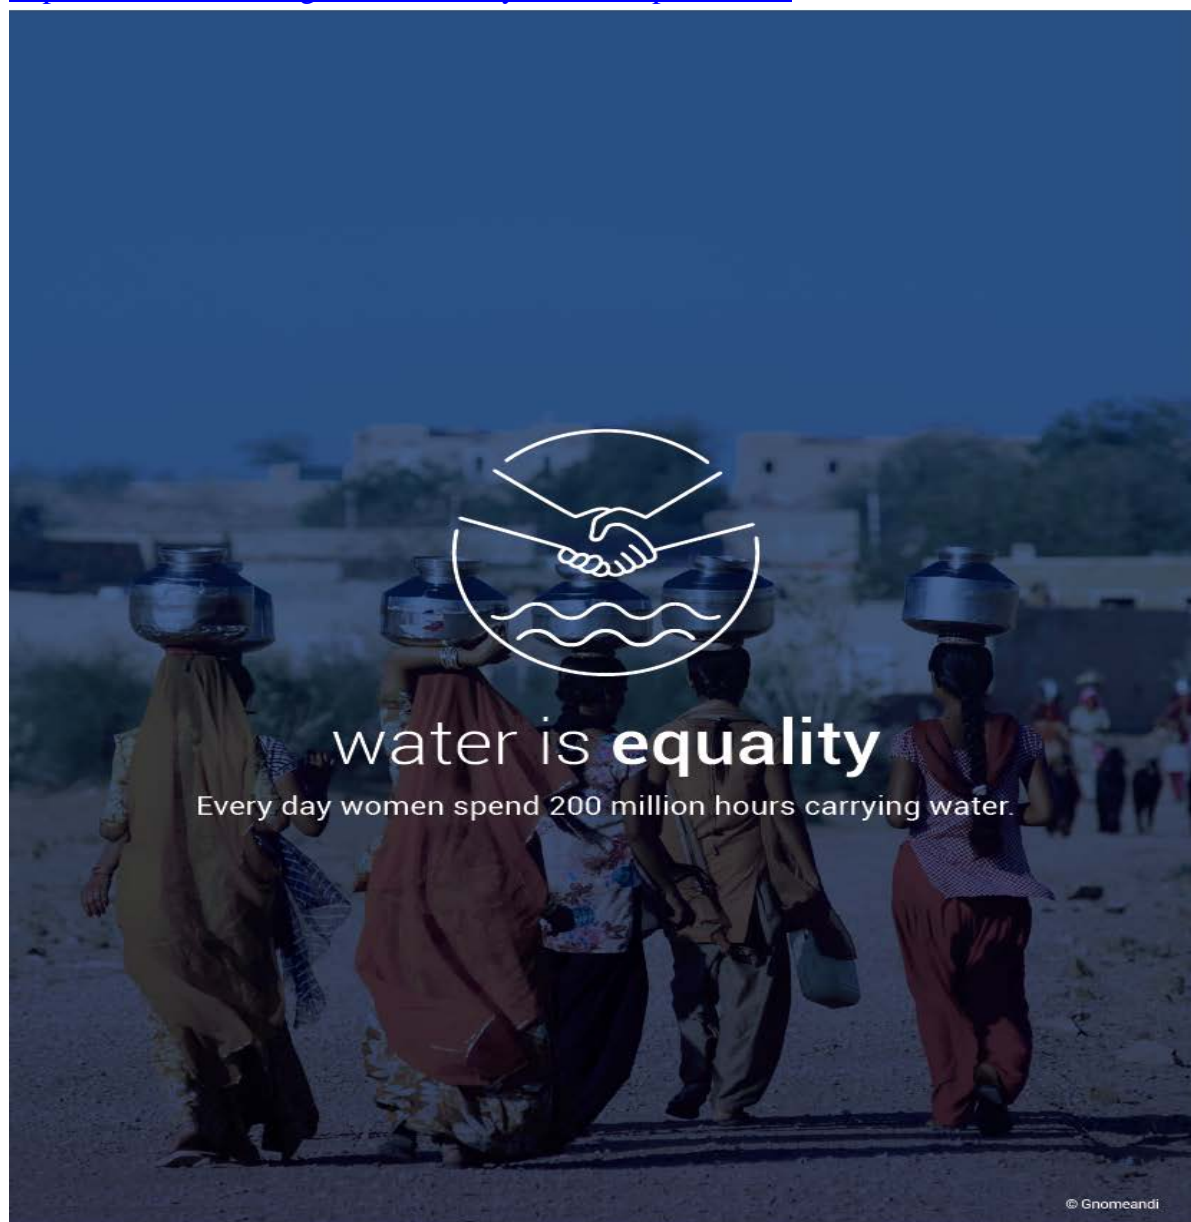 water is equality
Every day women spend 200 million hours carrying water.
© Gnomeandi